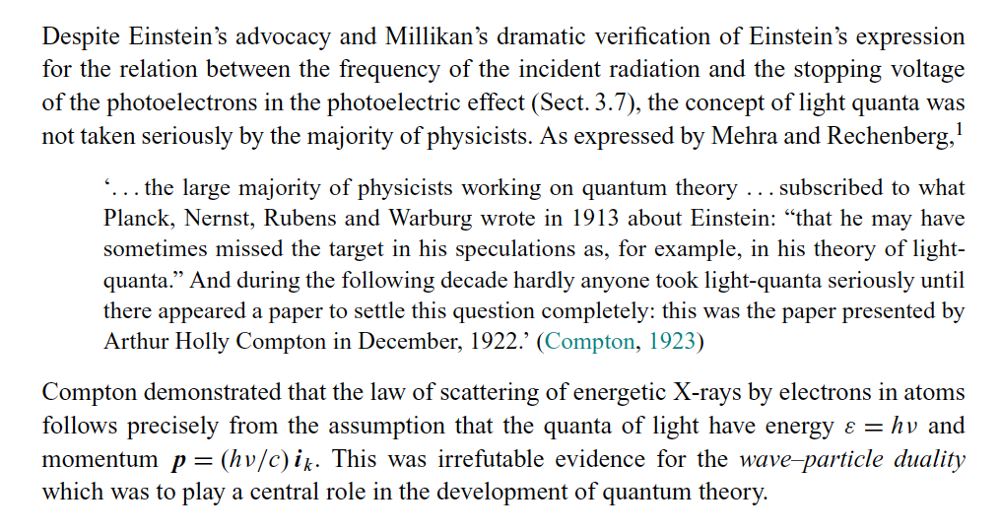 Despite Einstein’s advocacy and Millikan’s dramatic verification of Einstein’s expression
for the relation between the frequency of the incident radiation and the stopping voltage
of the photoelectrons in the photoelectric effect (Sect. 3.7), the concept of light quanta was
not taken seriously by the majority of physicists. As expressed by Mehra and Rechenberg,¹
‘. . . the large majority of physicists working on quantum theory . . . subscribed to what
Planck, Nernst, Rubens and Warburg wrote in 1913 about Einstein: “that he may have
sometimes missed the target in his speculations as, for example, in his theory of light-
quanta.” And during the following decade hardly anyone took light-quanta seriously until
there appeared a paper to settle this question completely: this was the paper presented by
Arthur Holly Compton in December, 1922.’ (Compton, 1923)
Compton demonstrated that the law of scattering of energetic X-rays by electrons in atoms
follows precisely from the assumption that the quanta of light have energy ε = hν and
momentum p = (hν/c) iₖ. This was irrefutable evidence for the wave–particle duality
which was to play a central role in the development of quantum theory.